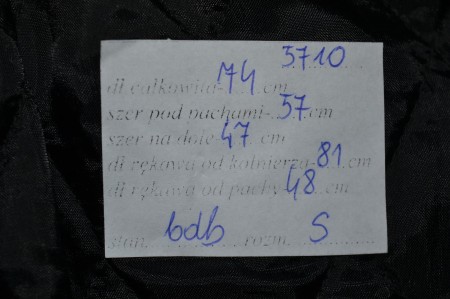 5710
dł całkowita-74 cm
szer pod pachami-57 cm
szer na dole-47 cm
dł rękawa od kołnierza-81 cm
dł rękawa od pachy-48 cm
stan bdb rozm. S